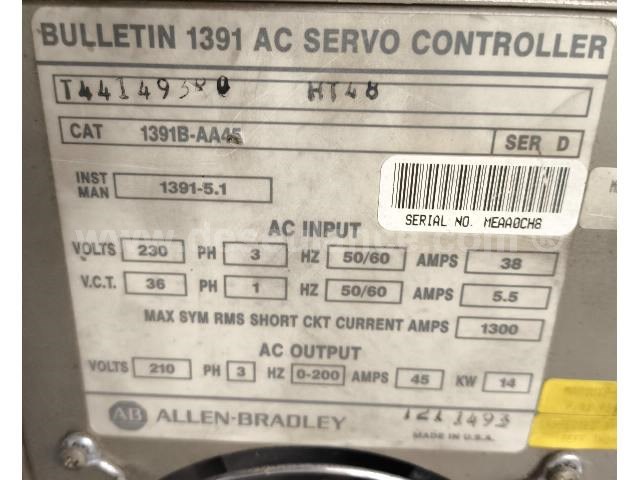 BULLETIN 1391 AC SERVO CONTROLLER
HT48
CAT 1391B-AA45 SER D
INST MAN 1391-5.1
SERIAL NO. MEAA0CH8
AC INPUT
VOLTS 230 PH 3 HZ 50/60 AMPS 38
V.C.T. 36 PH 1 HZ 50/60 AMPS 5.5
MAX SYM RMS SHORT CKT CURRENT AMPS 1300
AC OUTPUT
VOLTS 210 PH 3 HZ 0-200 AMPS 45 KW 14
AB ALLEN-BRADLEY
MADE IN U.S.A.